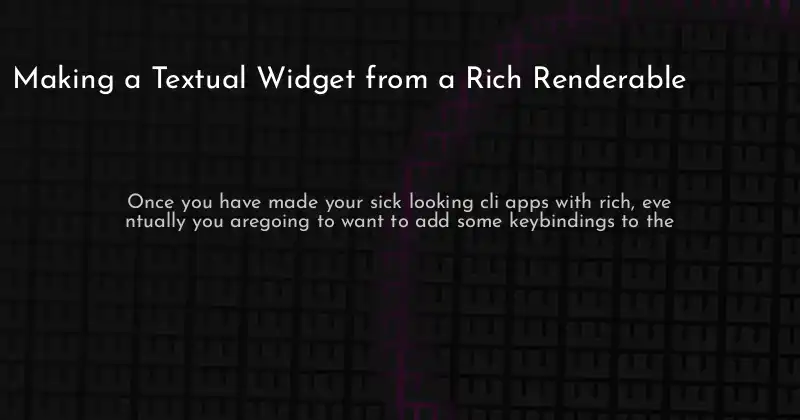 Making a Textual Widget from a Rich Renderable
Once you have made your sick looking cli apps with rich, eve
ntually you aregoing to want to add some keybindings to the